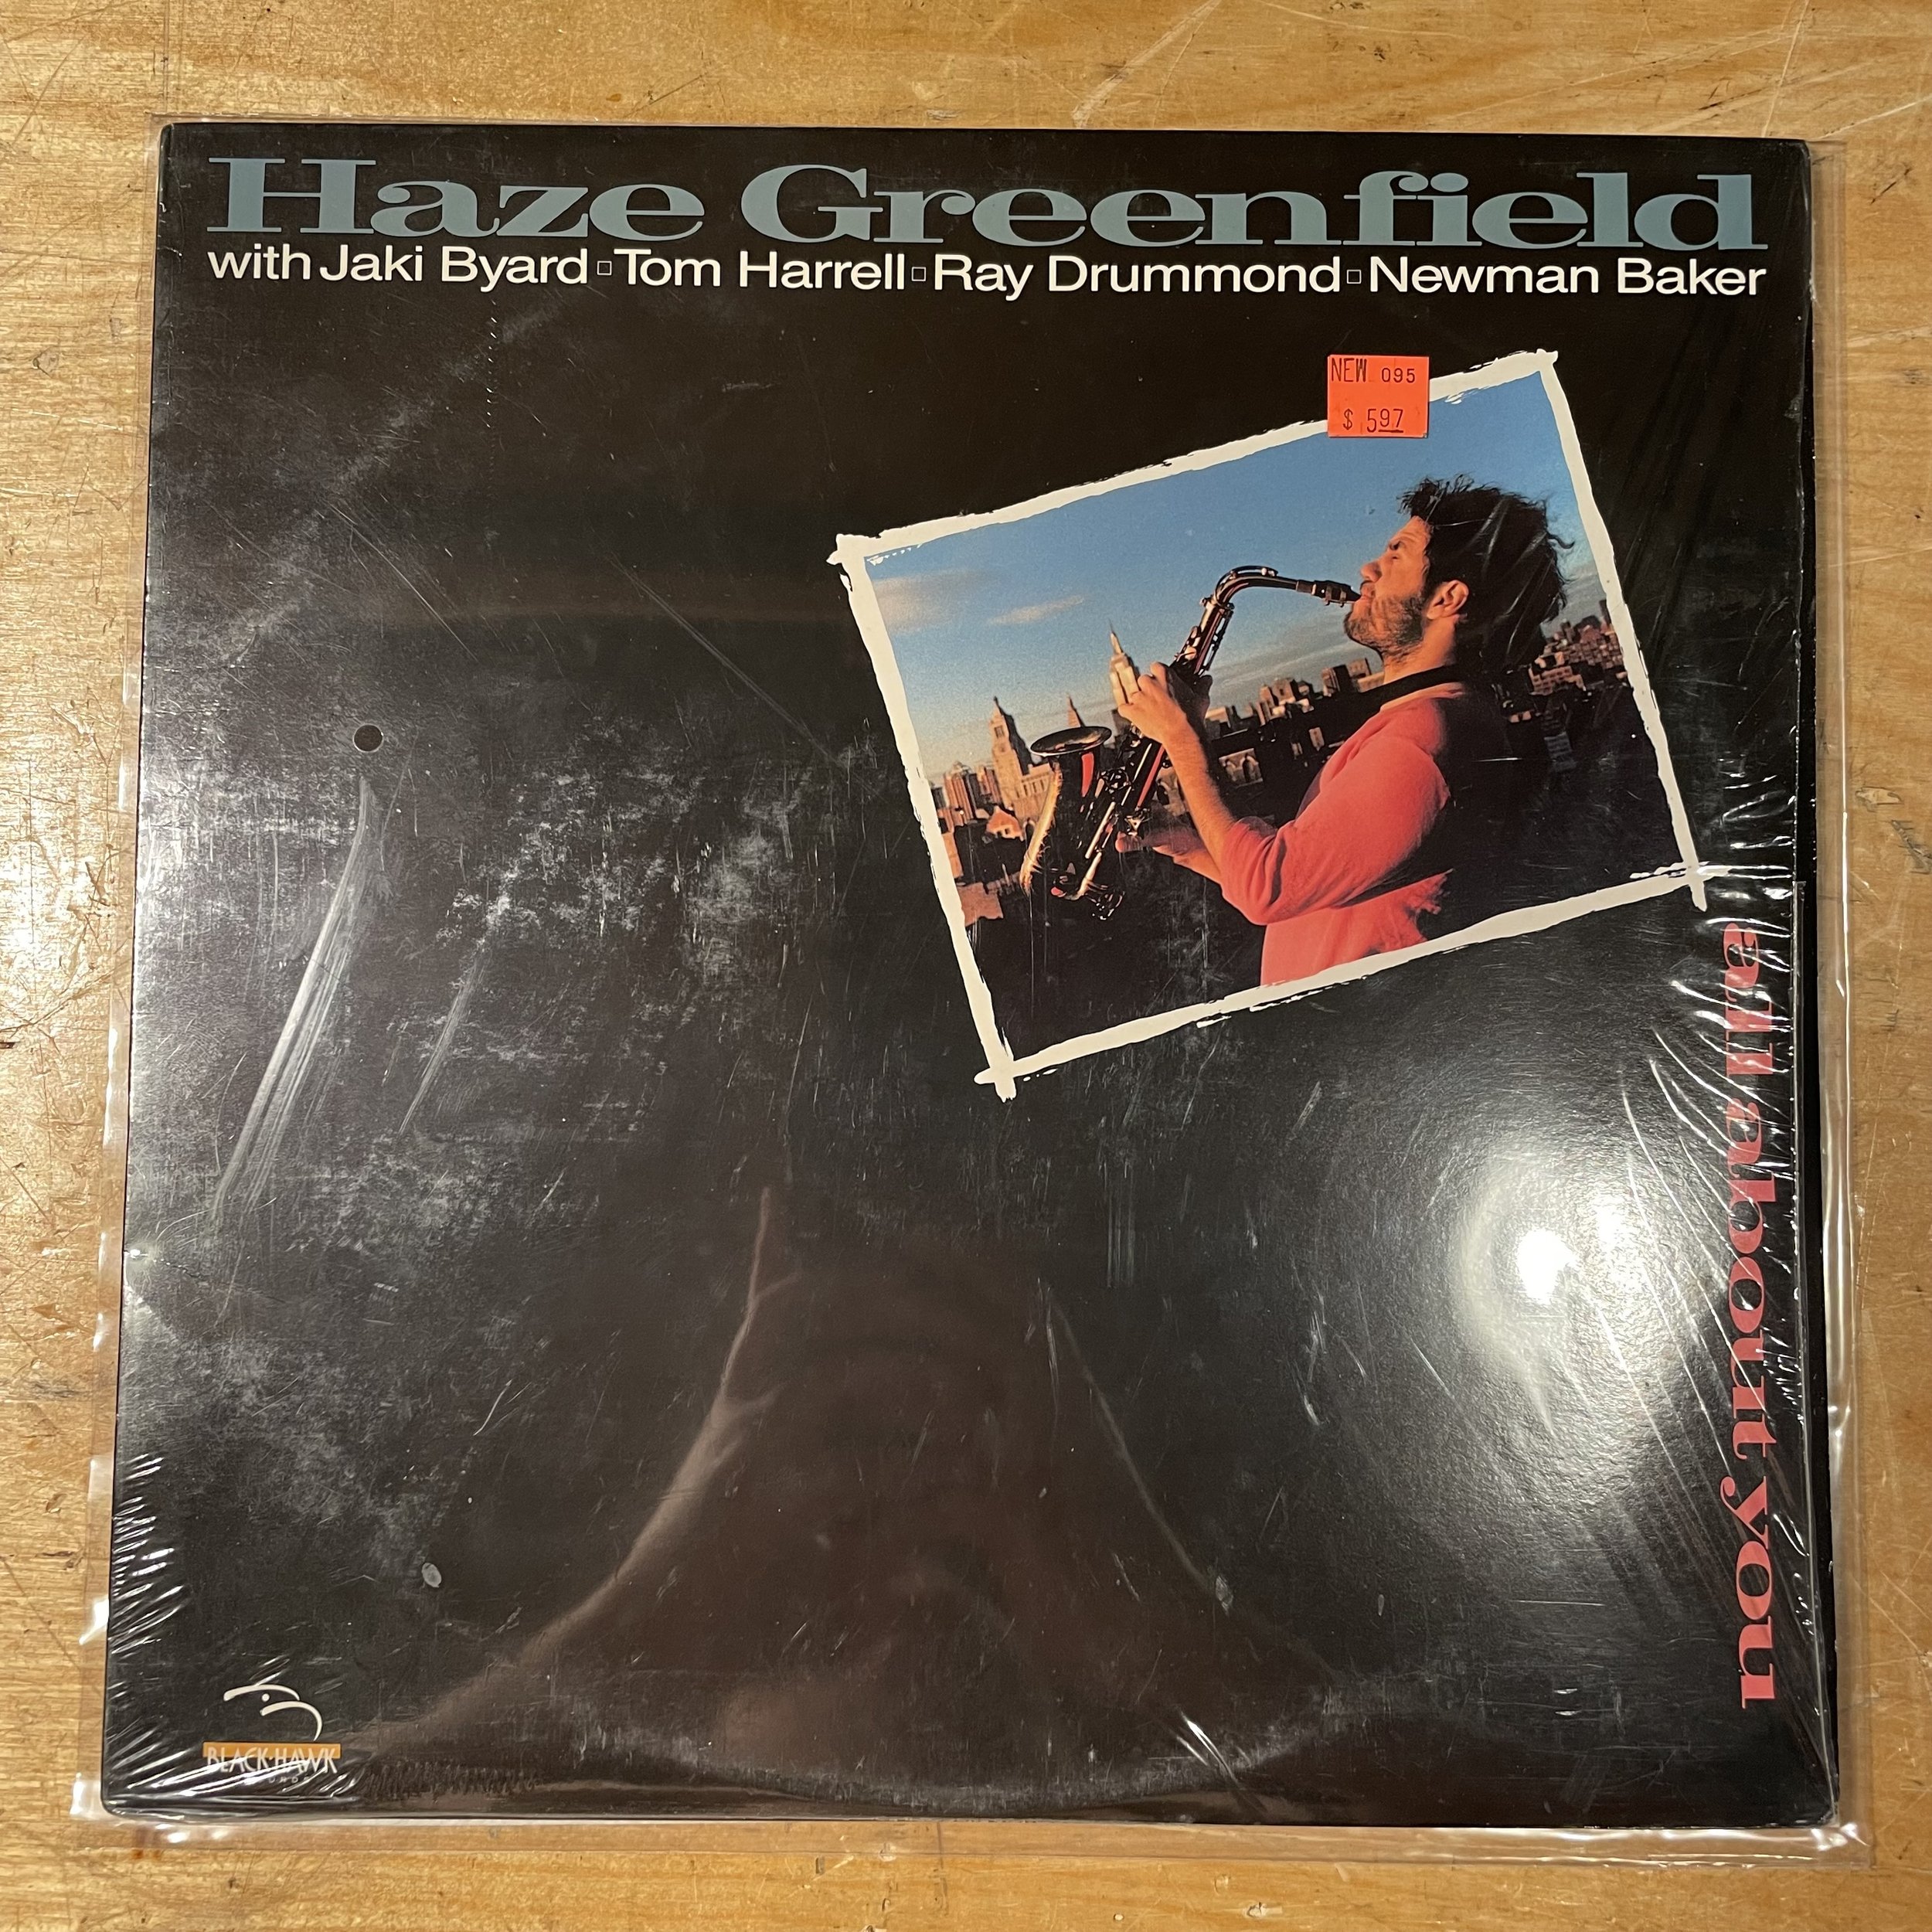 Haze Greenfield
with Jaki Byard▫Tom Harrell▫Ray Drummond▫Newman Baker
NEW 095
$ 597
all about you
BLACK·HAWK